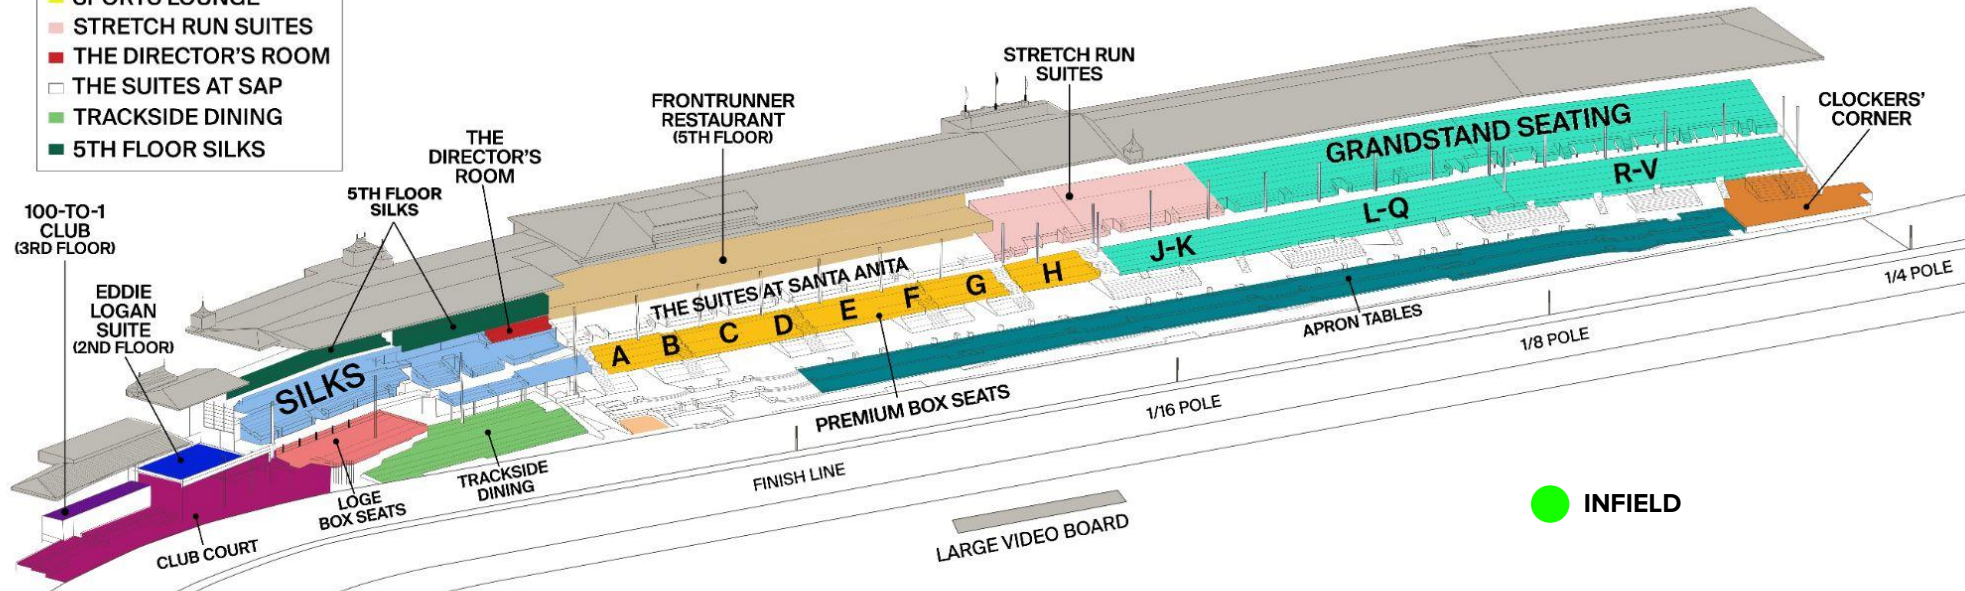 SPORTS LOUNGE
STRETCH RUN SUITES
THE DIRECTOR'S ROOM
THE SUITES AT SAP
TRACKSIDE DINING
5TH FLOOR SILKS
100-TO-1
CLUB
(3RD FLOOR)
EDDIE
LOGAN
SUITE
(2ND FLOOR)
5TH FLOOR
SILKS
THE
DIRECTOR'S
ROOM
FRONTRUNNER
RESTAURANT
(5TH FLOOR)
STRETCH RUN
SUITES
CLOCKERS'
CORNER
GRANDSTAND SEATING
R-V
L-Q
J-K
THE SUITES AT SANTA ANITA
A B C D E F G H
SILKS
APRON TABLES
PREMIUM BOX SEATS
1/4 POLE
1/8 POLE
1/16 POLE
FINISH LINE
TRACKSIDE
DINING
LOGE
BOX SEATS
CLUB COURT
LARGE VIDEO BOARD
INFIELD